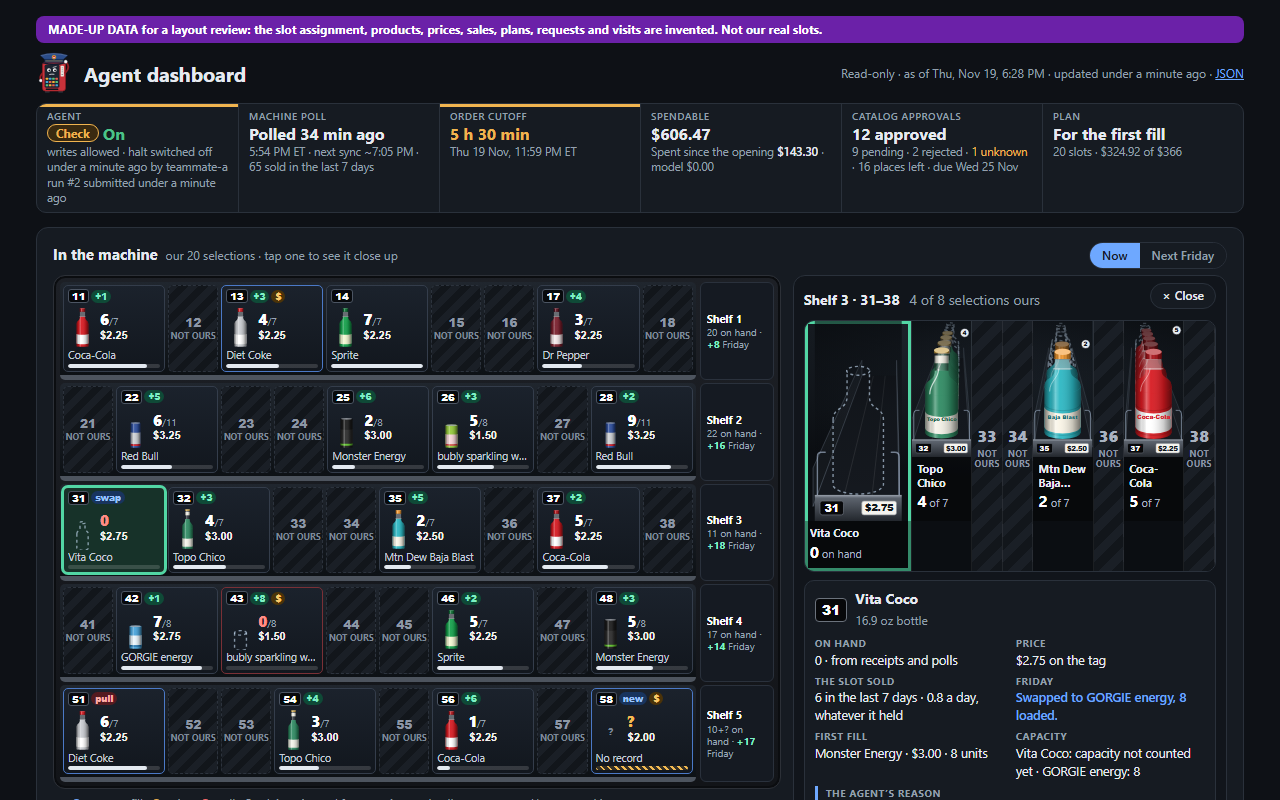 MADE-UP DATA for a layout review: the slot assignment, products, prices, sales, plans, requests and visits are invented. Not our real slots.
Agent dashboard
Read-only · as of Thu, Nov 19, 6:28 PM · updated under a minute ago · JSON
AGENT
Check On
writes allowed · halt switched off
under a minute ago by teammate-a
run #2 submitted under a minute
ago
MACHINE POLL
Polled 34 min ago
5:54 PM ET · next sync ~7:05 PM ·
65 sold in the last 7 days
ORDER CUTOFF
5 h 30 min
Thu 19 Nov, 11:59 PM ET
SPENDABLE
$606.47
Spent since the opening $143.30 ·
model $0.00
CATALOG APPROVALS
12 approved
9 pending · 2 rejected · 1 unknown
· 16 places left · due Wed 25 Nov
PLAN
For the first fill
20 slots · $324.92 of $366
In the machine our 20 selections · tap one to see it close up
Now Next Friday
11 +1
6/7
$2.25
Coca-Cola
12
NOT OURS
13 +3 $
4/7
$2.25
Diet Coke
14
7/7
$2.25
Sprite
15
NOT OURS
16
NOT OURS
17 +4
3/7
$2.25
Dr Pepper
18
NOT OURS
Shelf 1
20 on hand ·
+8 Friday
21
NOT OURS
22 +5
6/11
$3.25
Red Bull
23
NOT OURS
24
NOT OURS
25 +6
2/8
$3.00
Monster Energy
26 +3
5/8
$1.50
bubly sparkling w...
27
NOT OURS
28 +2
9/11
$3.25
Red Bull
Shelf 2
22 on hand ·
+16 Friday
31 swap
0
$2.75
Vita Coco
32 +3
4/7
$3.00
Topo Chico
33
NOT OURS
34
NOT OURS
35 +5
2/7
$2.50
Mtn Dew Baja Blast
36
NOT OURS
37 +2
5/7
$2.25
Coca-Cola
38
NOT OURS
Shelf 3
11 on hand ·
+18 Friday
41
NOT OURS
42 +1
7/8
$2.75
GORGIE energy
43 +8 $
0/8
$1.50
bubly sparkling w...
44
NOT OURS
45
NOT OURS
46 +2
5/7
$2.25
Sprite
47
NOT OURS
48 +3
5/8
$3.00
Monster Energy
Shelf 4
17 on hand ·
+14 Friday
51 pull
6/7
$2.25
Diet Coke
52
NOT OURS
53
NOT OURS
54 +4
3/7
$3.00
Topo Chico
55
NOT OURS
56 +6
1/7
$2.25
Coca-Cola
57
NOT OURS
58 new $
?
?
$2.00
No record
Shelf 5
10+? on
hand · +17
Friday
Shelf 3 · 31–38 4 of 8 selections ours
× Close
31 $2.75
Vita Coco
0 on hand
4
Topo Chico
32 $3.00
Topo
Chico
4 of 7
33
NOT
OURS
34
NOT
OURS
2
Baja Blast
35 $2.50
Mtn Dew
Baja...
2 of 7
36
NOT
OURS
5
Coca-Cola
37 $2.25
Coca-
Cola
5 of 7
38
NOT
OURS
31
Vita Coco
16.9 oz bottle
ON HAND
0 · from receipts and polls
PRICE
$2.75 on the tag
THE SLOT SOLD
6 in the last 7 days · 0.8 a day,
whatever it held
FRIDAY
Swapped to GORGIE energy, 8
loaded.
FIRST FILL
Monster Energy · $3.00 · 8 units
CAPACITY
Vita Coco: capacity not counted
yet · GORGIE energy: 8
THE AGENT'S REASON